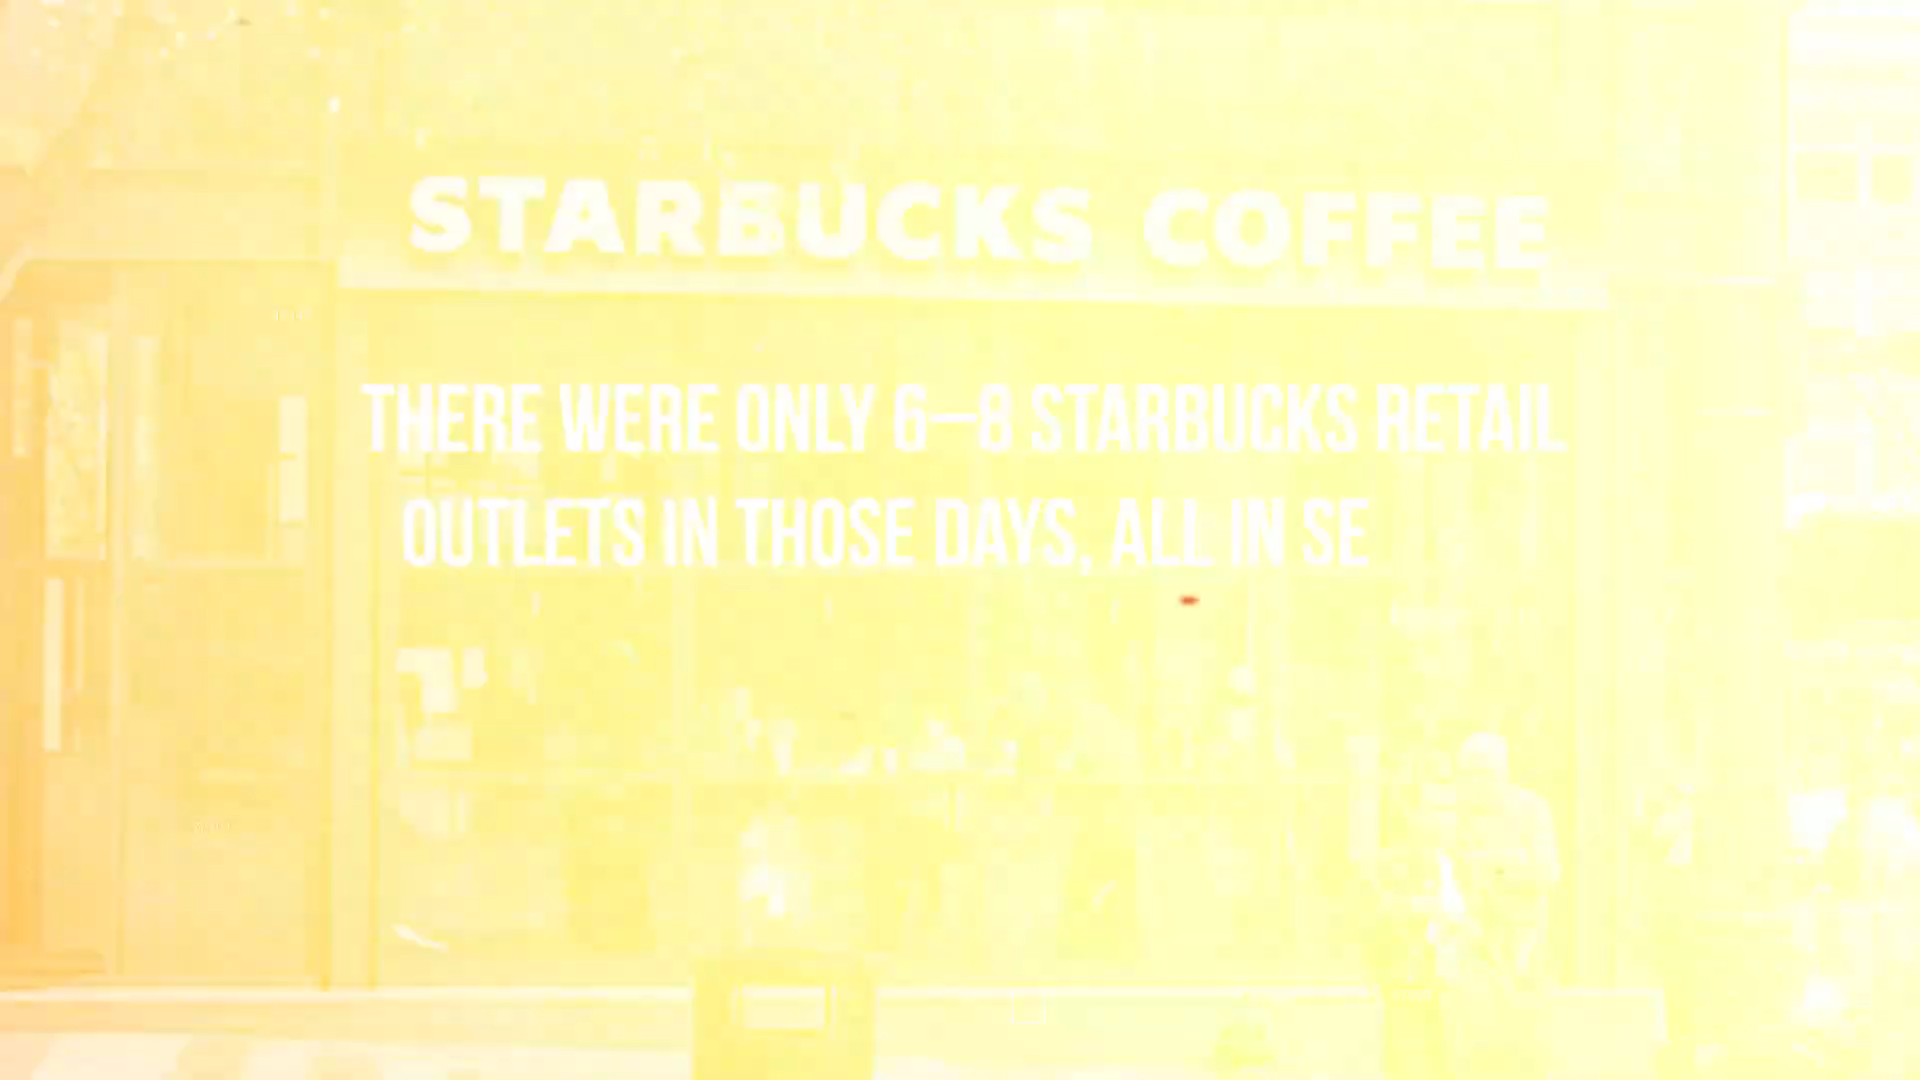 STARBUCKS COFFEE
THERE WERE ONLY 6–8 STARBUCKS RETAIL
OUTLETS IN THOSE DAYS, ALL IN SE